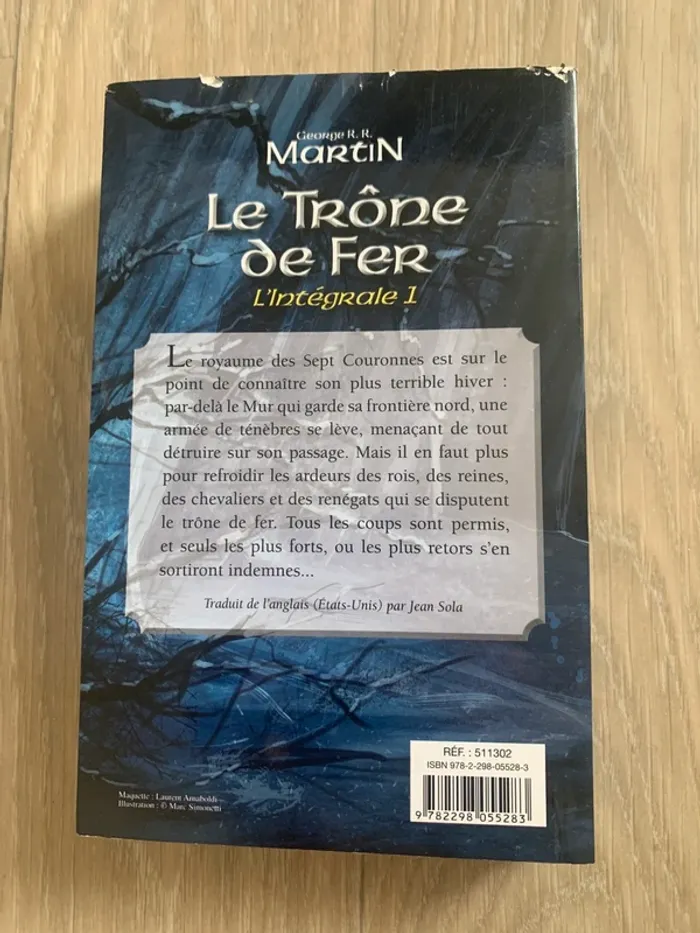 George R. R.
Martin
Le Trône
de Fer
L'Intégrale 1
Le royaume des Sept Couronnes est sur le
point de connaître son plus terrible hiver :
par-delà le Mur qui garde sa frontière nord, une
armée de ténèbres se lève, menaçant de tout
détruire sur son passage. Mais il en faut plus
pour refroidir les ardeurs des rois, des reines,
des chevaliers et des renégats qui se disputent
le trône de fer. Tous les coups sont permis,
et seuls les plus forts, ou les plus retors s'en
sortiront indemnes...
Traduit de l'anglais (États-Unis) par Jean Sola
RÉF. : 511302
ISBN 978-2-298-05528-3
9 782298 055283
Maquette : Laurent Annaboldi
Illustration : © Marc Simonetti